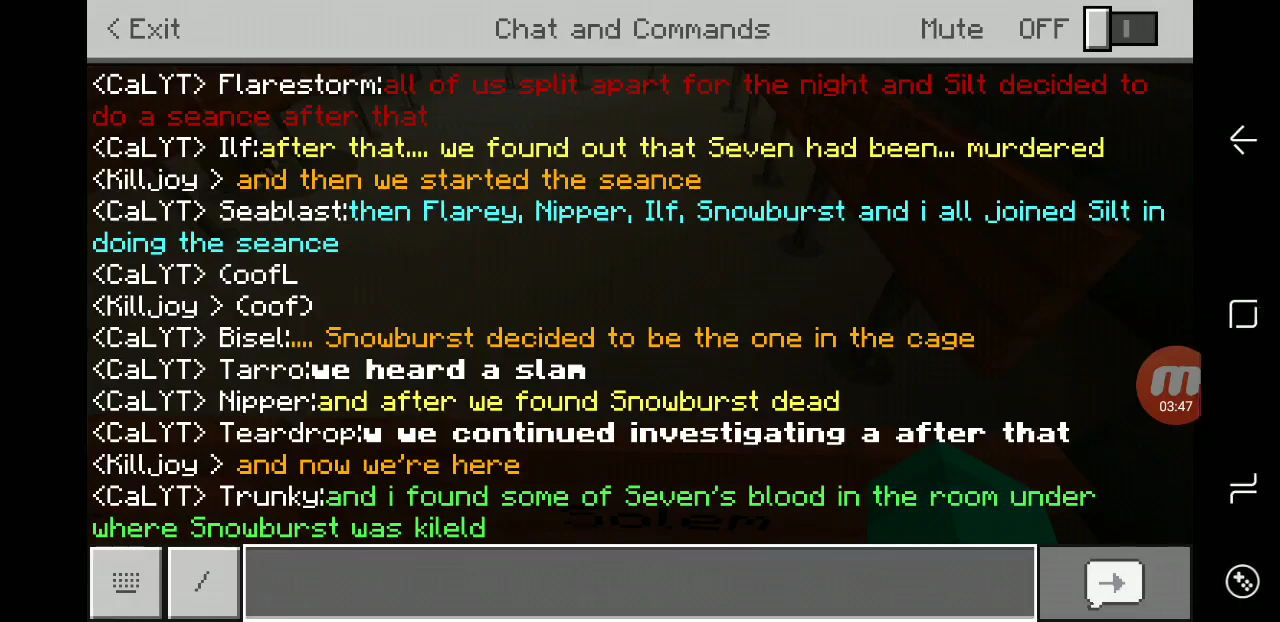 < Exit
Chat and Commands
Mute OFF
<CaLYT> Flarestorm:all of us split apart for the night and Silt decided to
do a seance after that
<CaLYT> Ilf:after that.... we found out that Seven had been... murdered
<Killjoy > and then we started the seance
<CaLYT> Seablast:then Flarey, Nipper, Ilf, Snowburst and i all joined Silt in
doing the seance
<CaLYT> (oofL
<Killjoy > (oof)
<CaLYT> Bisel:.... Snowburst decided to be the one in the cage
<CaLYT> Tarro:we heard a slam
<CaLYT> Nipper:and after we found Snowburst dead
<CaLYT> Teardrop:w we continued investigating a after that
<Killjoy > and now we're here
<CaLYT> Trunky:and i found some of Seven's blood in the room under
where Snowburst was kileld
Solem
/
03:47